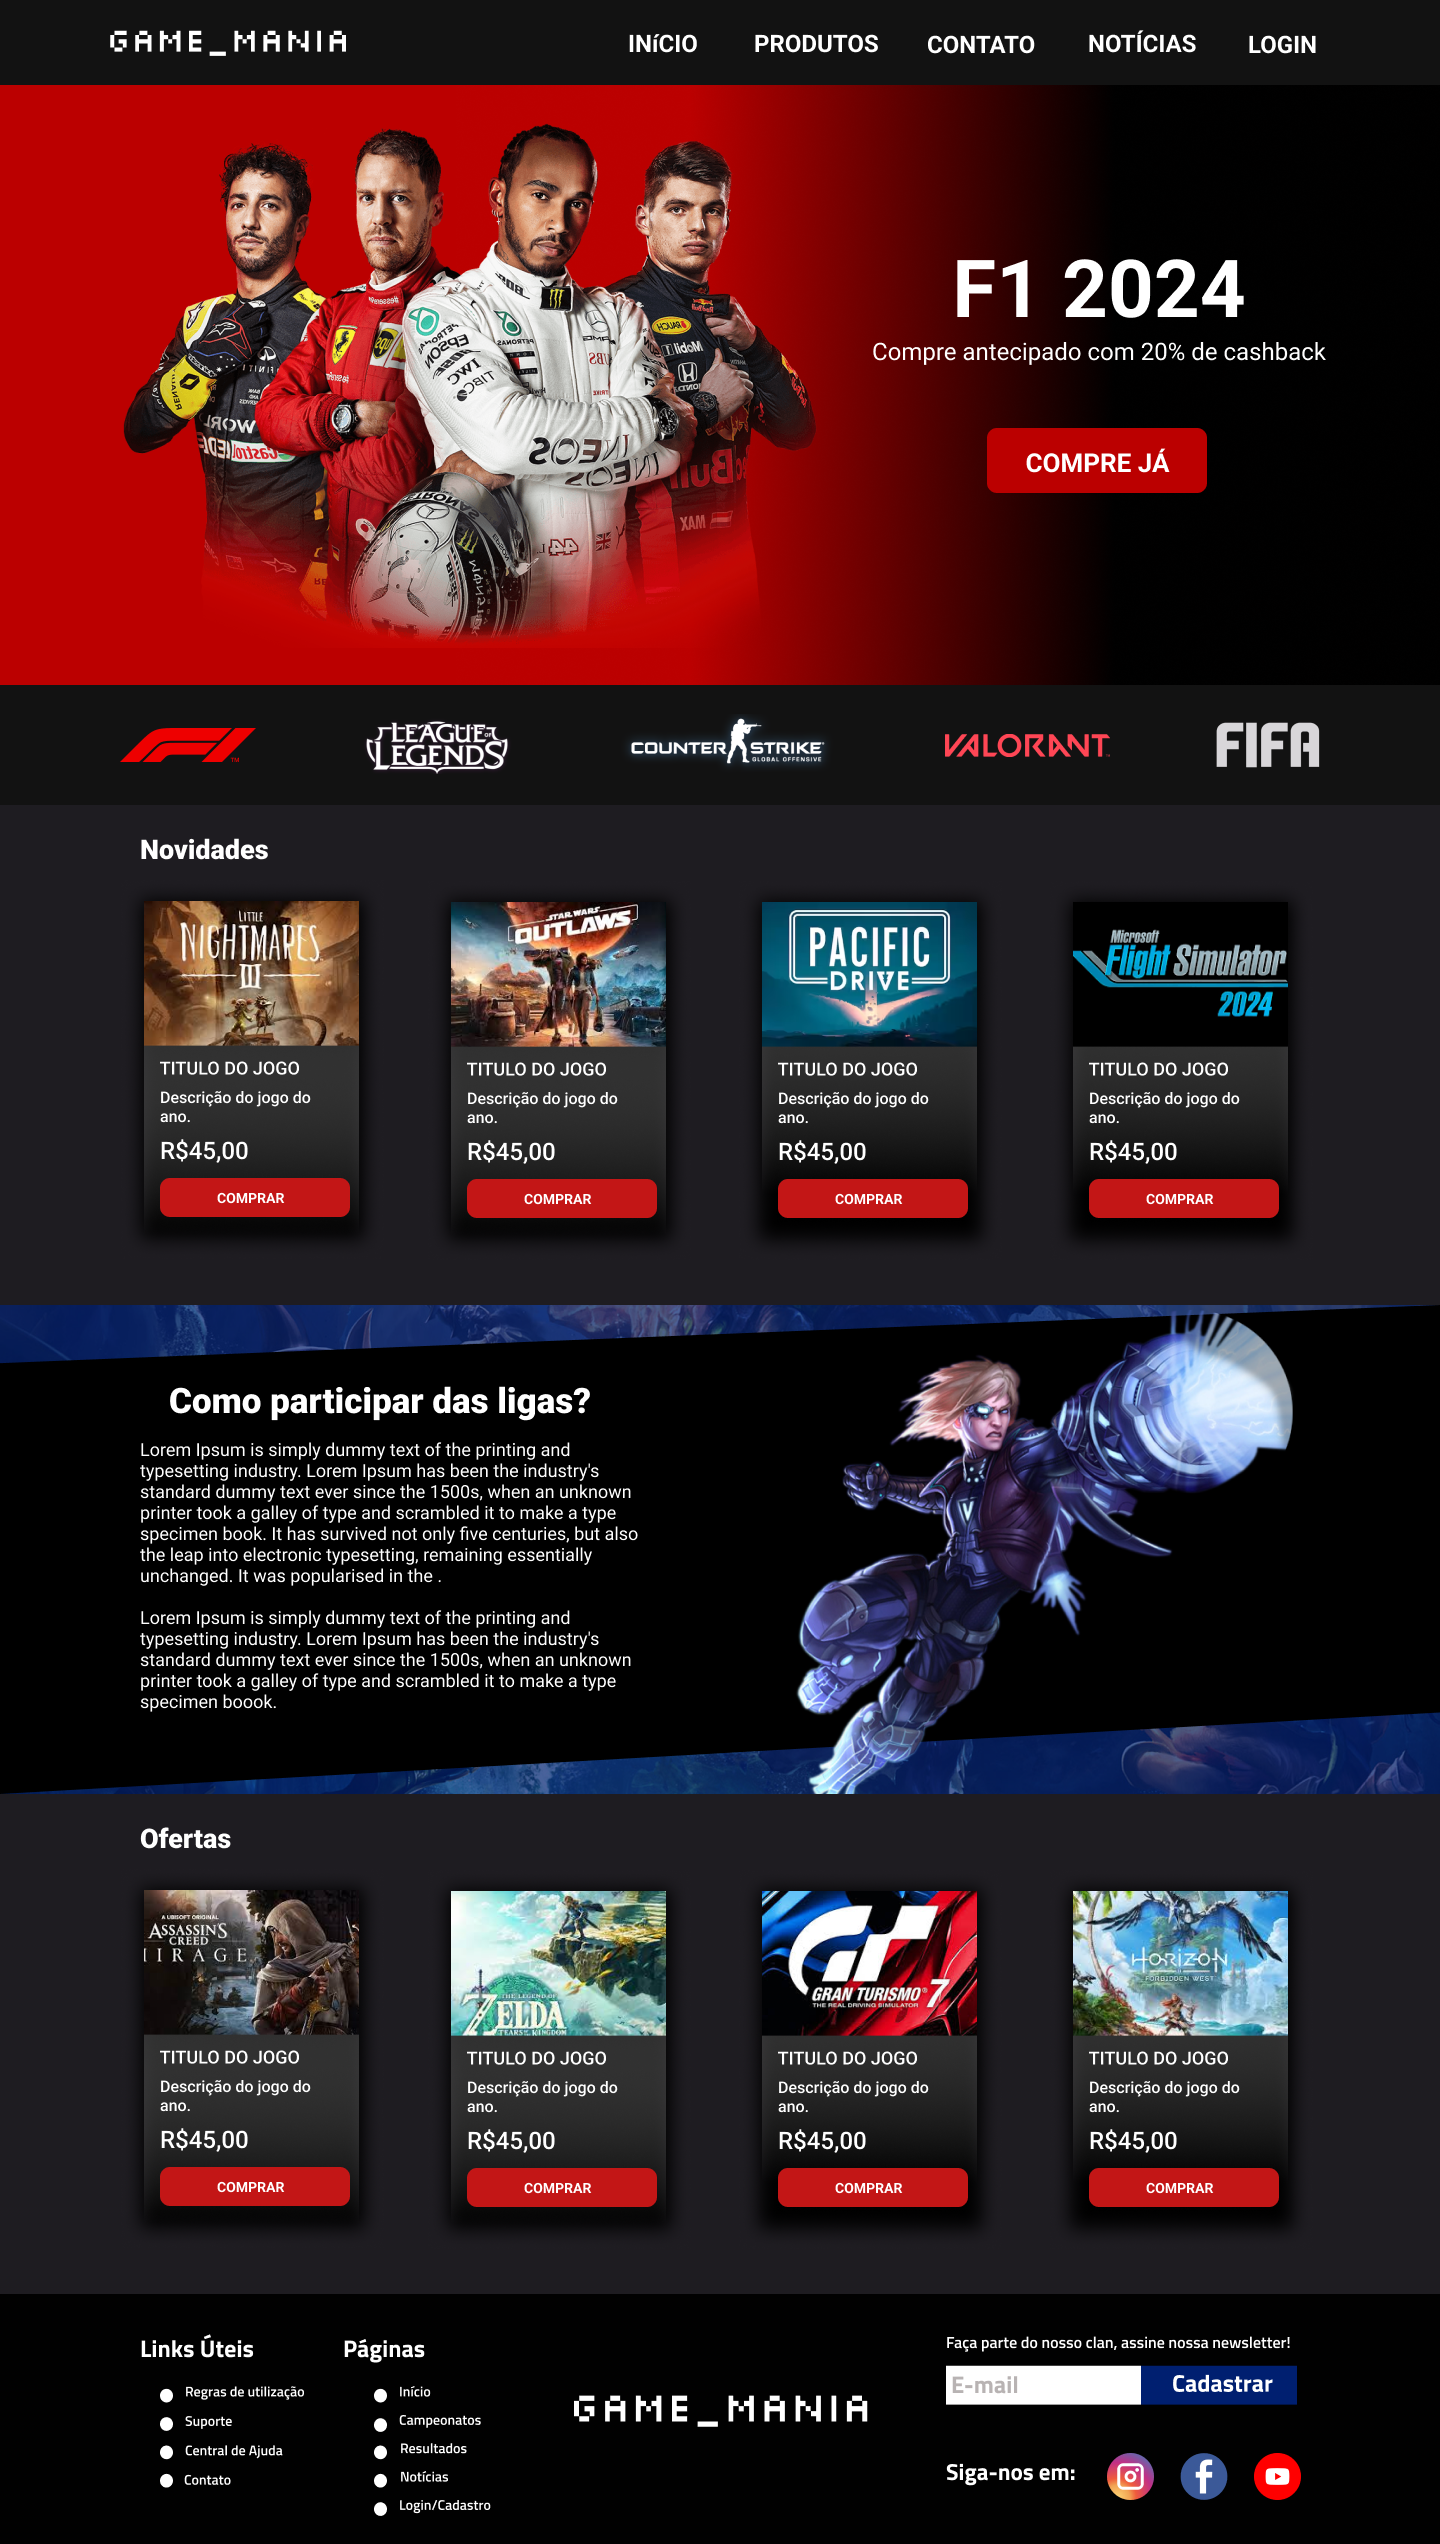 GAME_MANIA
INíCIO PRODUTOS CONTATO NOTÍCIAS LOGIN
F1 2024
Compre antecipado com 20% de cashback
COMPRE JÁ
LEAGUE OF
LEGENDS
COUNTER STRIKE
GLOBAL OFFENSIVE
VALORANT
FIFA
Novidades
LITTLE
NIGHTMARES
III
TITULO DO JOGO
Descrição do jogo do
ano.
R$45,00
COMPRAR
STAR WARS
OUTLAWS
TITULO DO JOGO
Descrição do jogo do
ano.
R$45,00
COMPRAR
PACIFIC
DRIVE
TITULO DO JOGO
Descrição do jogo do
ano.
R$45,00
COMPRAR
Microsoft
Flight Simulator
2024
TITULO DO JOGO
Descrição do jogo do
ano.
R$45,00
COMPRAR
Como participar das ligas?
Lorem Ipsum is simply dummy text of the printing and
typesetting industry. Lorem Ipsum has been the industry's
standard dummy text ever since the 1500s, when an unknown
printer took a galley of type and scrambled it to make a type
specimen book. It has survived not only five centuries, but also
the leap into electronic typesetting, remaining essentially
unchanged. It was popularised in the .
Lorem Ipsum is simply dummy text of the printing and
typesetting industry. Lorem Ipsum has been the industry's
standard dummy text ever since the 1500s, when an unknown
printer took a galley of type and scrambled it to make a type
specimen boook.
Ofertas
A UBISOFT ORIGINAL
ASSASSIN'S
CREED
MIRAGE
TITULO DO JOGO
Descrição do jogo do
ano.
R$45,00
COMPRAR
THE LEGEND OF
ZELDA
TEARS OF THE KINGDOM
TITULO DO JOGO
Descrição do jogo do
ano.
R$45,00
COMPRAR
GT
GRAN TURISMO 7
THE REAL DRIVING SIMULATOR
TITULO DO JOGO
Descrição do jogo do
ano.
R$45,00
COMPRAR
HORIZON
FORBIDDEN WEST
TITULO DO JOGO
Descrição do jogo do
ano.
R$45,00
COMPRAR
Links Úteis
Regras de utilização
Suporte
Central de Ajuda
Contato
Páginas
Início
Campeonatos
Resultados
Notícias
Login/Cadastro
GAME_MANIA
Faça parte do nosso clan, assine nossa newsletter!
E-mail
Cadastrar
Siga-nos em: